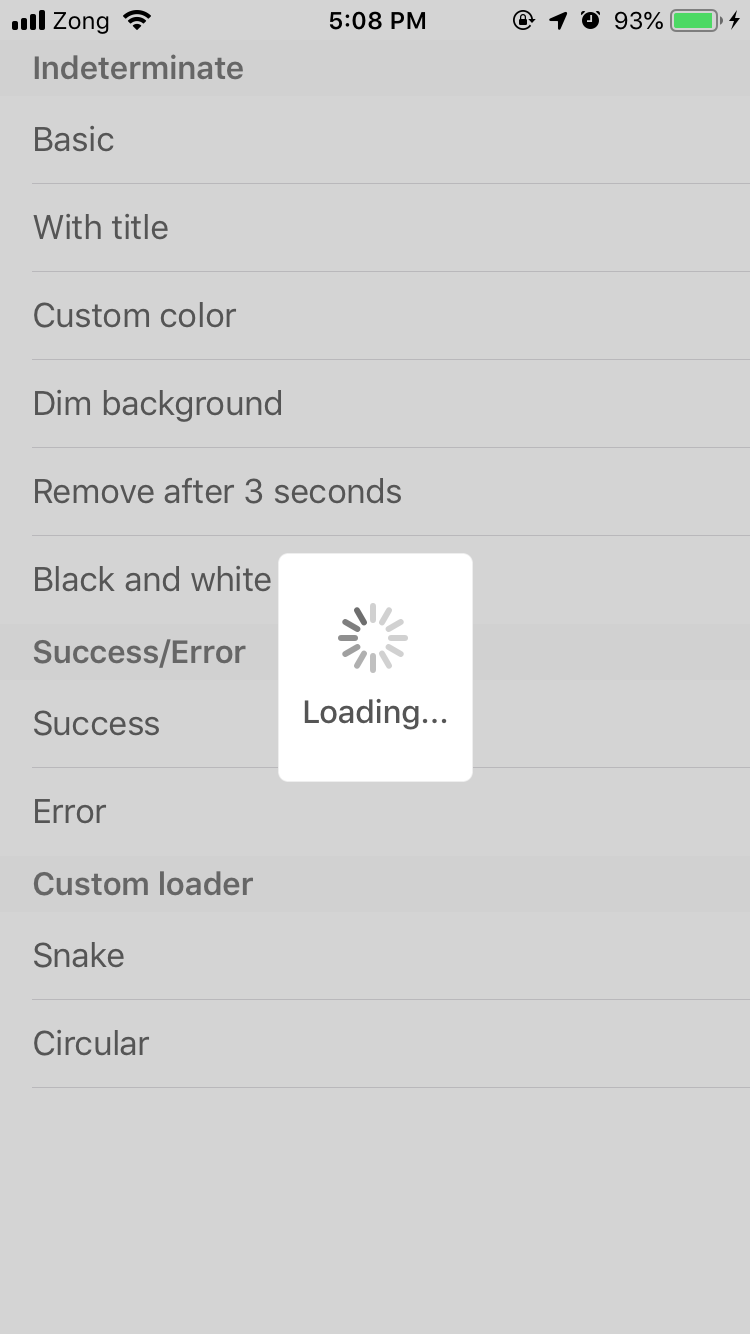 Zong 5:08 PM 93%
Indeterminate
Basic
With title
Custom color
Dim background
Remove after 3 seconds
Black and white
Success/Error
Loading...
Success
Error
Custom loader
Snake
Circular